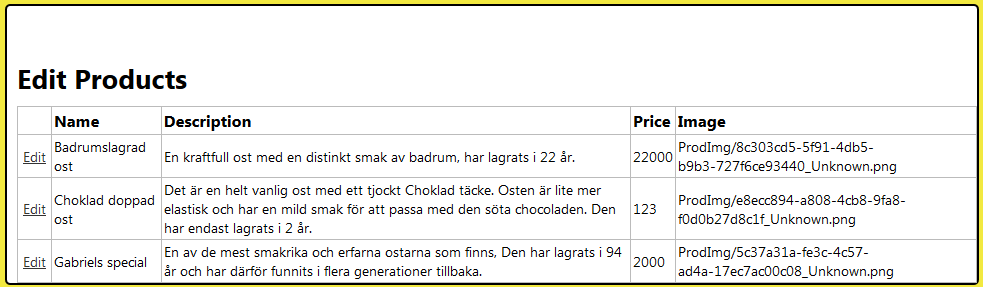 Edit Products
Name Description Price Image
Edit Badrumslagrad ost En kraftfull ost med en distinkt smak av badrum, har lagrats i 22 år. 22000 ProdImg/8c303cd5-5f91-4db5-b9b3-727f6ce93440_Unknown.png
Edit Choklad doppad ost Det är en helt vanlig ost med ett tjockt Choklad täcke. Osten är lite mer elastisk och har en mild smak för att passa med den söta chocoladen. Den har endast lagrats i 2 år. 123 ProdImg/e8ecc894-a808-4cb8-9fa8-f0d0b27d8c1f_Unknown.png
Edit Gabriels special En av de mest smakrika och erfarna ostarna som finns, Den har lagrats i 94 år och har därför funnits i flera generationer tillbaka. 2000 ProdImg/5c37a31a-fe3c-4c57-ad4a-17ec7ac00c08_Unknown.png